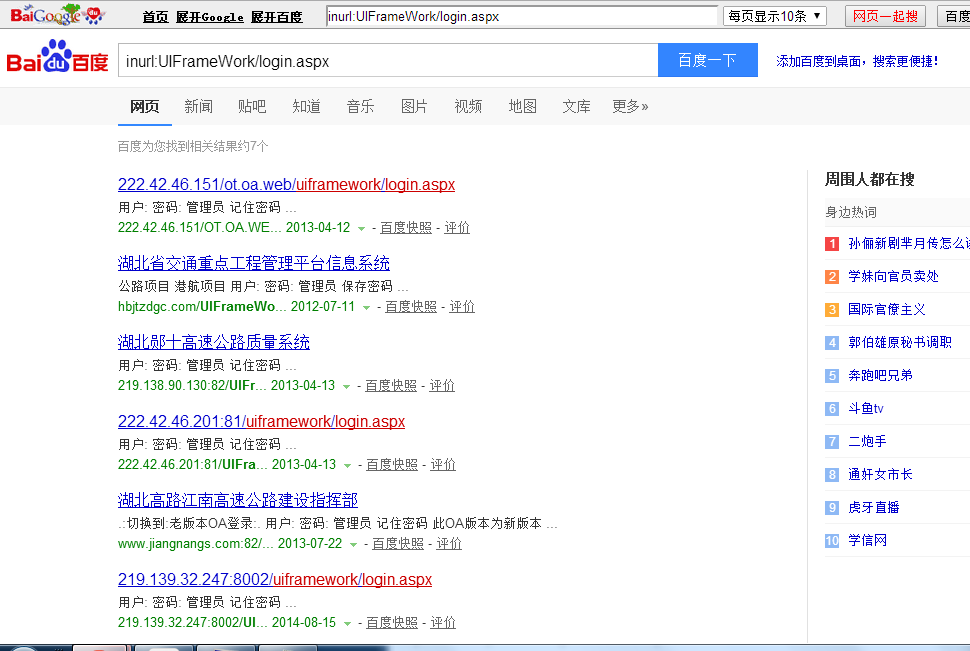 BaiGoogledu 首页 展开Google 展开百度 inurl:UIFrameWork/login.aspx 每页显示10条 ▼ 网页一起搜 百度
Bai du 百度 inurl:UIFrameWork/login.aspx 百度一下 添加百度到桌面，搜索更便捷！
网页 新闻 贴吧 知道 音乐 图片 视频 地图 文库 更多»
百度为您找到相关结果约7个
222.42.46.151/ot.oa.web/uiframework/login.aspx
用户: 密码: 管理员 记住密码 ...
222.42.46.151/OT.OA.WE... 2013-04-12 - 百度快照 - 评价
湖北省交通重点工程管理平台信息系统
公路项目 港航项目 用户: 密码: 管理员 保存密码 ...
hbjtzdgc.com/UIFrameWo... 2012-07-11 - 百度快照 - 评价
湖北郧十高速公路质量系统
用户: 密码: 管理员 记住密码 ...
219.138.90.130:82/UIFr... 2013-04-13 - 百度快照 - 评价
222.42.46.201:81/uiframework/login.aspx
用户: 密码: 管理员 记住密码 ...
222.42.46.201:81/UIFra... 2013-04-13 - 百度快照 - 评价
湖北高路江南高速公路建设指挥部
.:切换到:老版本OA登录:. 用户: 密码: 管理员 记住密码 此OA版本为新版本 ...
www.jiangnangs.com:82/... 2013-07-22 - 百度快照 - 评价
219.139.32.247:8002/uiframework/login.aspx
用户: 密码: 管理员 记住密码 ...
219.139.32.247:8002/UI... 2014-08-15 - 百度快照 - 评价
周围人都在搜
身边热词
1 孙俪新剧芈月传怎么读
2 学妹向官员卖处
3 国际官僚主义
4 郭伯雄原秘书调职
5 奔跑吧兄弟
6 斗鱼tv
7 二炮手
8 通奸女市长
9 虎牙直播
10 学信网